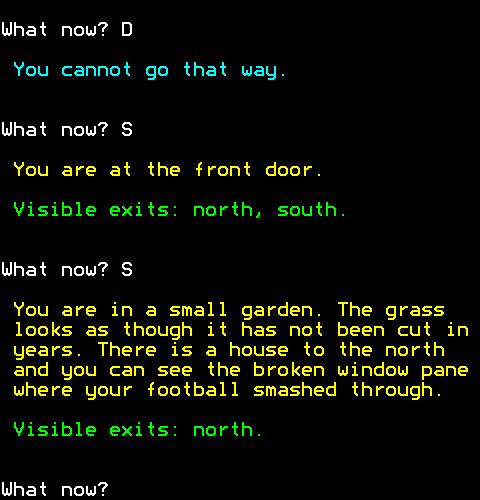 What now? D
You cannot go that way.
What now? S
You are at the front door.
Visible exits: north, south.
What now? S
You are in a small garden. The grass
looks as though it has not been cut in
years. There is a house to the north
and you can see the broken window pane
where your football smashed through.
Visible exits: north.
What now?